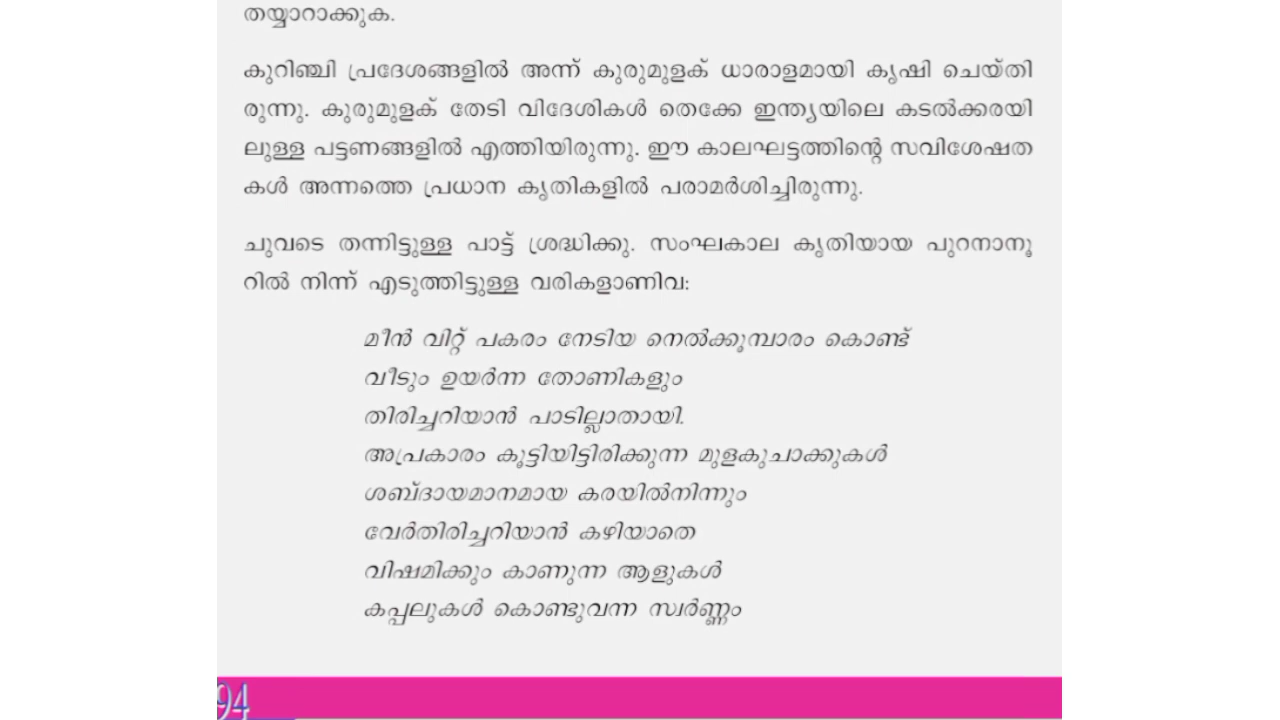 തയ്യാറാക്കുക.
കുറിഞ്ചി പ്രദേശങ്ങളിൽ അന്ന് കുരുമുളക് ധാരാളമായി കൃഷി ചെയ്തി
രുന്നു. കുരുമുളക് തേടി വിദേശികൾ തെക്കേ ഇന്ത്യയിലെ കടൽക്കരയി
ലുള്ള പട്ടണങ്ങളിൽ എത്തിയിരുന്നു. ഈ കാലഘട്ടത്തിന്റെ സവിശേഷത
കൾ അന്നത്തെ പ്രധാന കൃതികളിൽ പരാമർശിച്ചിരുന്നു.
ചുവടെ തന്നിട്ടുള്ള പാട്ട് ശ്രദ്ധിക്കു. സംഘകാല കൃതിയായ പുറനാനൂ
റിൽ നിന്ന് എടുത്തിട്ടുള്ള വരികളാണിവ:
മീൻ വിറ്റ് പകരം നേടിയ നെൽക്കൂമ്പാരം കൊണ്ട്
വീടും ഉയർന്ന തോണികളും
തിരിച്ചറിയാൻ പാടില്ലാതായി.
അപ്രകാരം കൂട്ടിയിട്ടിരിക്കുന്ന മുളകുചാക്കുകൾ
ശബ്ദായമാനമായ കരയിൽനിന്നും
വേർതിരിച്ചറിയാൻ കഴിയാതെ
വിഷമിക്കും കാണുന്ന ആളുകൾ
കപ്പലുകൾ കൊണ്ടുവന്ന സ്വർണ്ണം
94